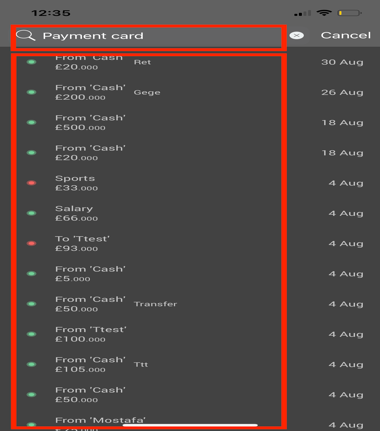 12:35
Payment card
Cancel
From 'Cash' Ret 30 Aug
£20.000
From 'Cash' Gege 26 Aug
£200.000
From 'Cash' 18 Aug
£500.000
From 'Cash' 18 Aug
£20.000
Sports 4 Aug
£33.000
Salary 4 Aug
£66.000
To 'Ttest' 4 Aug
£93.000
From 'Cash' 4 Aug
£5.000
From 'Cash' Transfer 4 Aug
£50.000
From 'Ttest' 4 Aug
£100.000
From 'Cash' Ttt 4 Aug
£105.000
From 'Cash' 4 Aug
£50.000
From 'Mostafa' 4 Aug